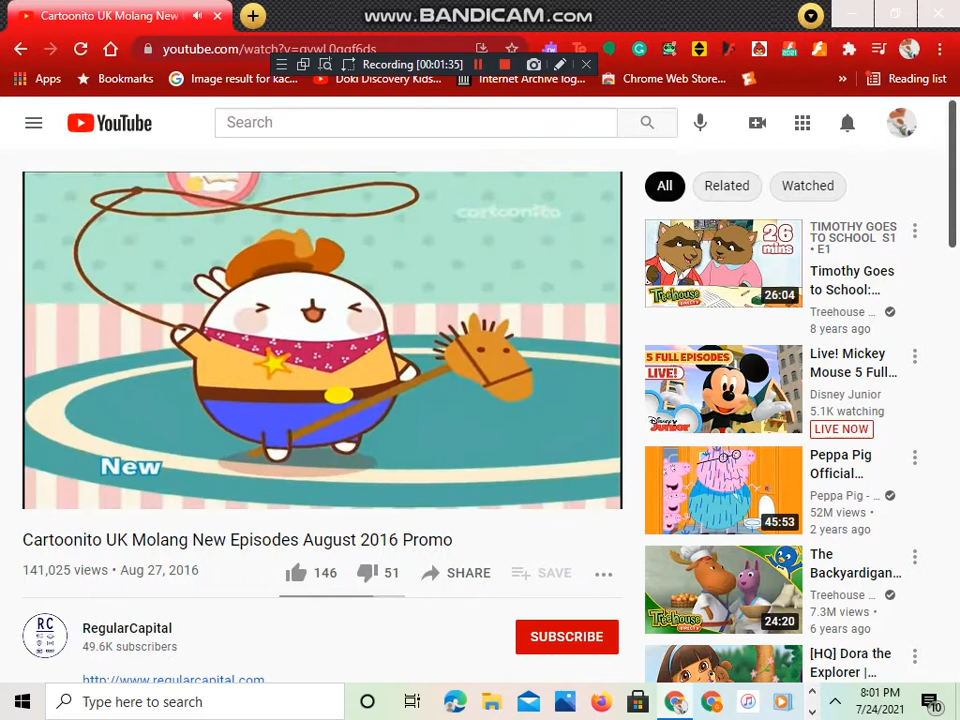 Cartoonito UK Molang New
WWW.BANDICAM.COM
youtube.com/watch?v=
Recording [00:01:35]
Apps
Bookmarks
Image result for kac...
Doki Discovery Kids...
Internet Archive log...
Chrome Web Store...
»
Reading list
YouTube
Search
cartoonito
New
All
Related
Watched
26 mins
Treehouse DIRECT
26:04
TIMOTHY GOES
TO SCHOOL S1
• E1
Timothy Goes
to School:...
Treehouse ...
8 years ago
5 FULL EPISODES
LIVE!
Live! Mickey
Mouse 5 Full...
Disney Junior
5.1K watching
LIVE NOW
45:53
Peppa Pig
Official...
Peppa Pig - ...
52M views •
2 years ago
Treehouse DIRECT
24:20
The
Backyardigan...
Treehouse ...
7.3M views •
6 years ago
[HQ] Dora the
Explorer |
Cartoonito UK Molang New Episodes August 2016 Promo
141,025 views • Aug 27, 2016
146
51
SHARE
SAVE
RC
RegularCapital
49.6K subscribers
SUBSCRIBE
http://www.regularcapital.com
Type here to search
8:01 PM
7/24/2021
10